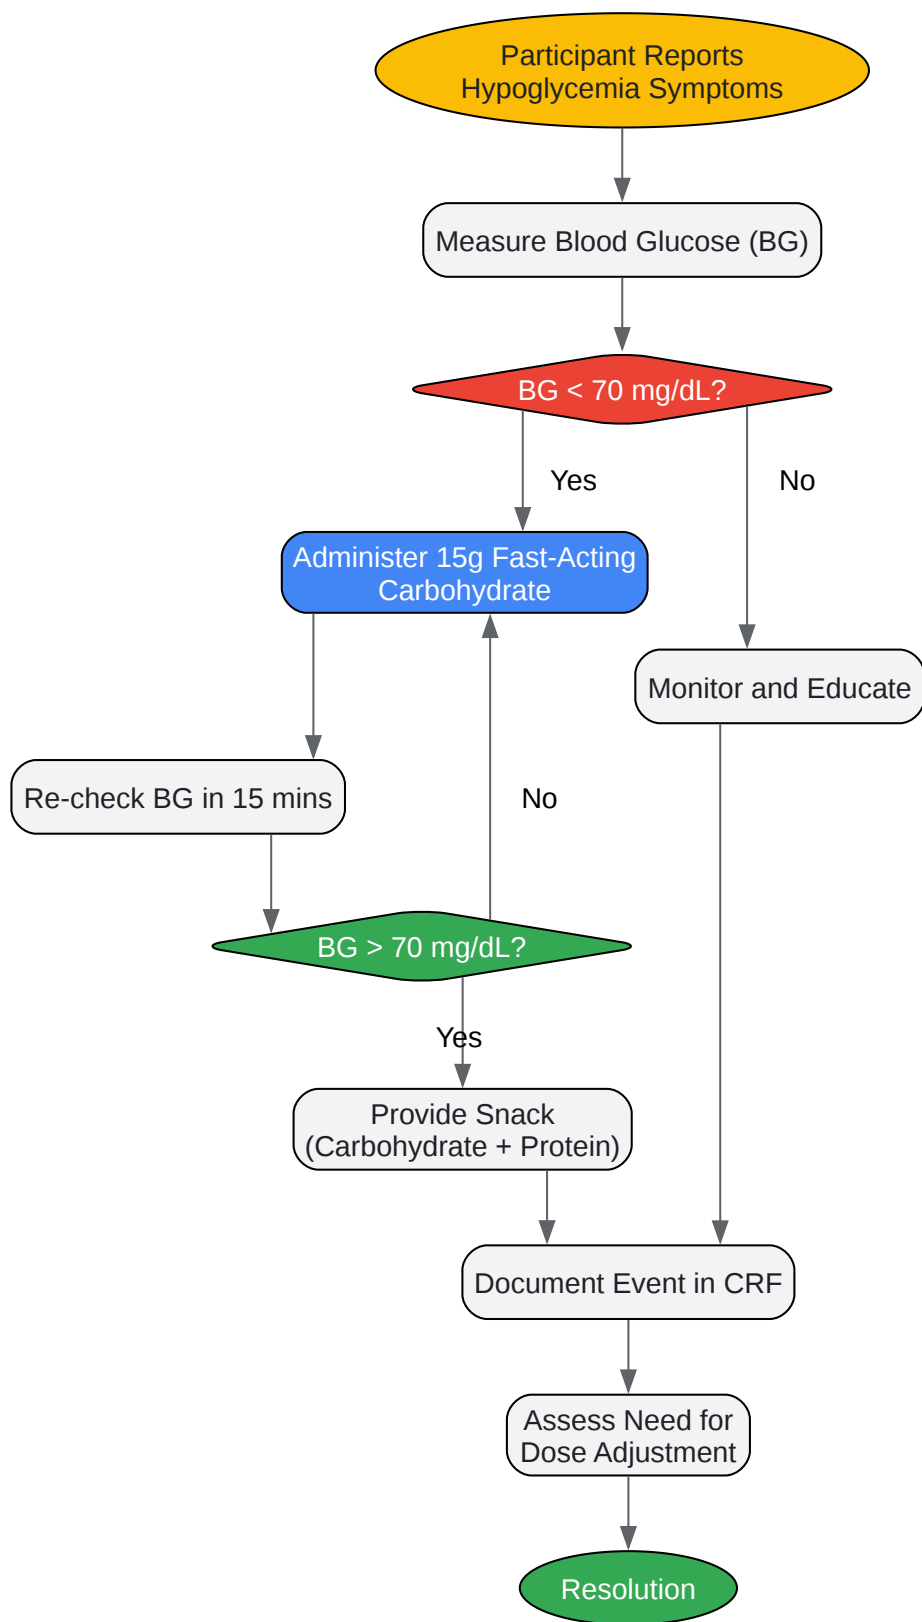 Participant Reports
Hypoglycemia Symptoms
Measure Blood Glucose (BG)
BG < 70 mg/dL?
Yes
No
Administer 15g Fast-Acting
Carbohydrate
Monitor and Educate
Re-check BG in 15 mins
No
BG > 70 mg/dL?
Yes
Provide Snack
(Carbohydrate + Protein)
Document Event in CRF
Assess Need for
Dose Adjustment
Resolution